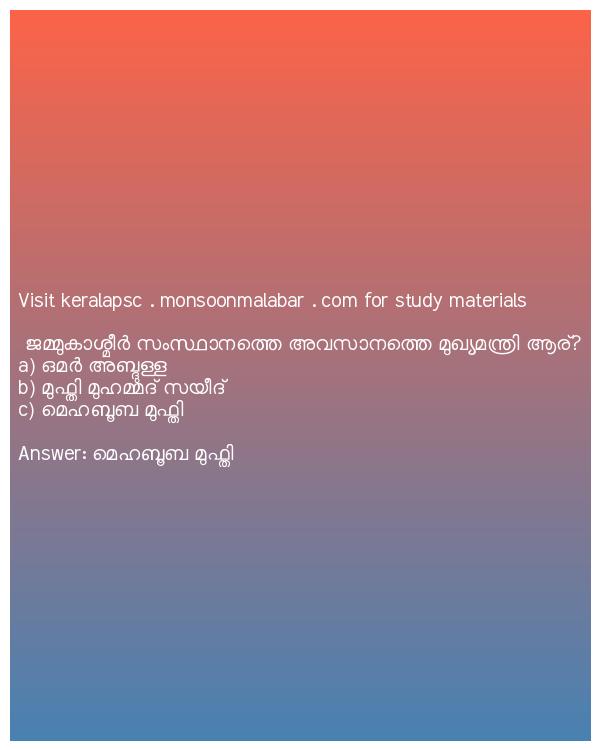 Visit keralapsc . monsoonmalabar . com for study materials
ജമ്മുകാശ്മീർ സംസ്ഥാനത്തെ അവസാനത്തെ മുഖ്യമന്ത്രി ആര്?
a) ഒമർ അബ്ദുള്ള
b) മുഫ്തി മുഹമ്മദ് സയീദ്
c) മെഹബൂബ മുഫ്തി
Answer: മെഹബൂബ മുഫ്തി